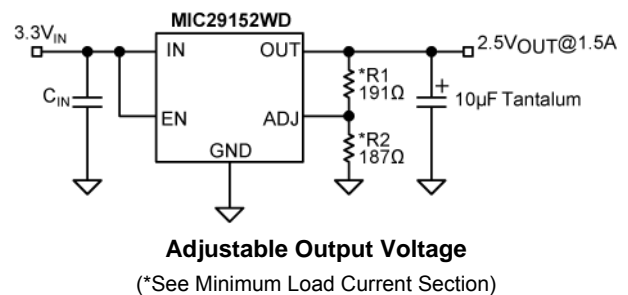 MIC29152WD
3.3VIN
IN
OUT
2.5VOUT@1.5A
*R1
191Ω
CIN
10µF Tantalum
+
EN
ADJ
*R2
187Ω
GND
Adjustable Output Voltage
(*See Minimum Load Current Section)